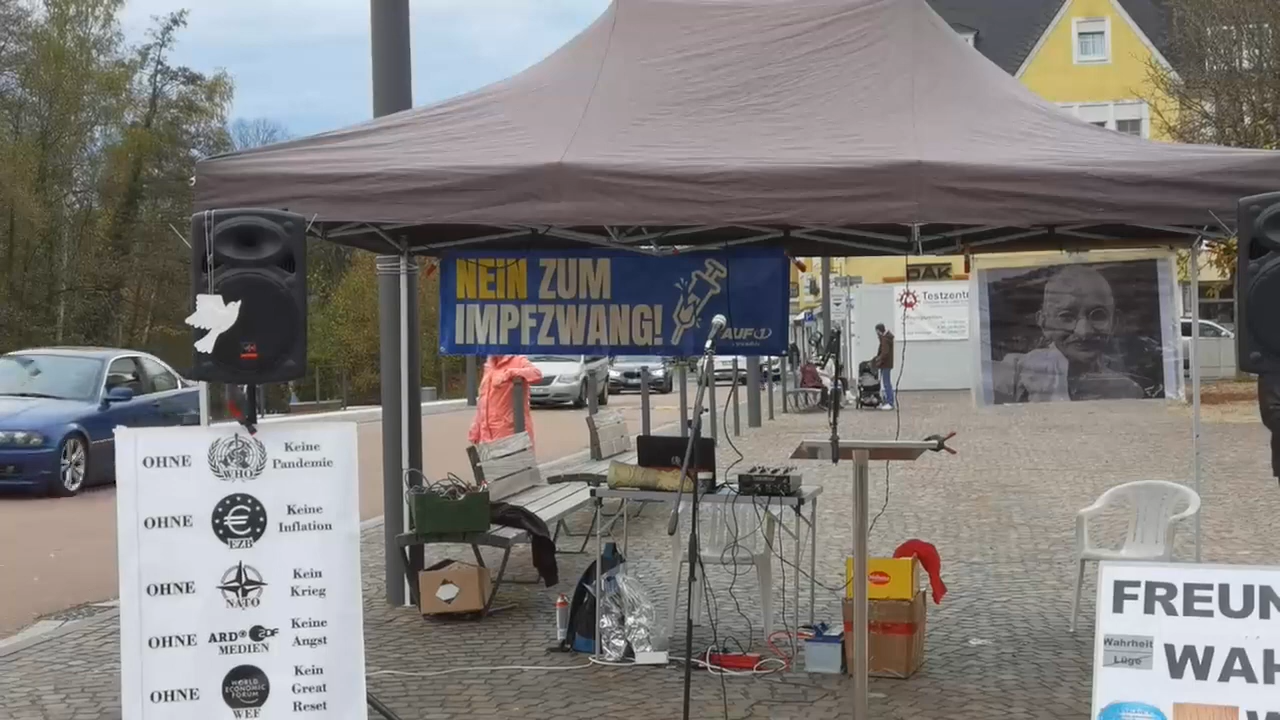 NEIN ZUM
IMPFZWANG!
AUF1
DAK
Testzentr
OHNE WHO Keine
Pandemie
OHNE EZB Keine
Inflation
OHNE NATO Kein
Krieg
OHNE ARD ZDF
MEDIEN Keine
Angst
OHNE WORLD
ECONOMIC
FORUM
WEF Kein
Great
Reset
FREUN
Wahrheit
Lüge
WAH